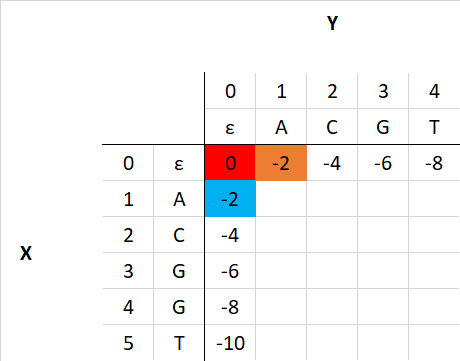 Y
0 1 2 3 4
ε A C G T
0 ε 0 -2 -4 -6 -8
1 A -2
2 C -4
X
3 G -6
4 G -8
5 T -10